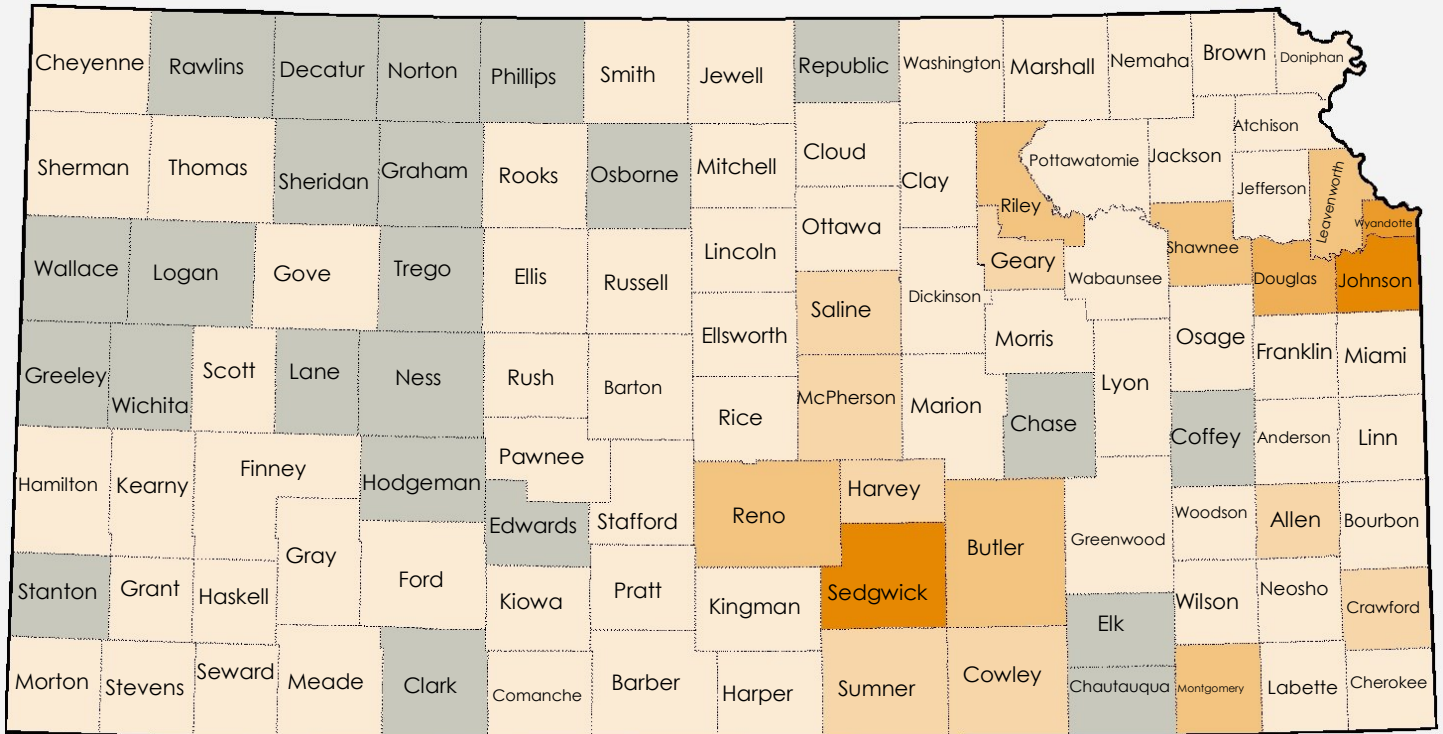 Cheyenne
Rawlins
Decatur
Norton
Phillips
Smith
Jewell
Republic
Washington
Marshall
Nemaha
Brown
Doniphan
Sherman
Thomas
Sheridan
Graham
Rooks
Osborne
Mitchell
Cloud
Clay
Riley
Pottawatomie
Jackson
Atchison
Jefferson
Leavenworth
Wyandotte
Wallace
Logan
Gove
Trego
Ellis
Russell
Lincoln
Ottawa
Saline
Dickinson
Geary
Wabaunsee
Shawnee
Douglas
Johnson
Greeley
Wichita
Scott
Lane
Ness
Rush
Barton
Ellsworth
Rice
McPherson
Marion
Morris
Chase
Lyon
Osage
Franklin
Miami
Coffey
Anderson
Linn
Hamilton
Kearny
Finney
Hodgeman
Pawnee
Edwards
Stafford
Reno
Harvey
Sedgwick
Butler
Greenwood
Woodson
Allen
Bourbon
Stanton
Grant
Haskell
Gray
Ford
Kiowa
Pratt
Kingman
Elk
Wilson
Neosho
Crawford
Morton
Stevens
Seward
Meade
Clark
Comanche
Barber
Harper
Sumner
Cowley
Chautauqua
Montgomery
Labette
Cherokee